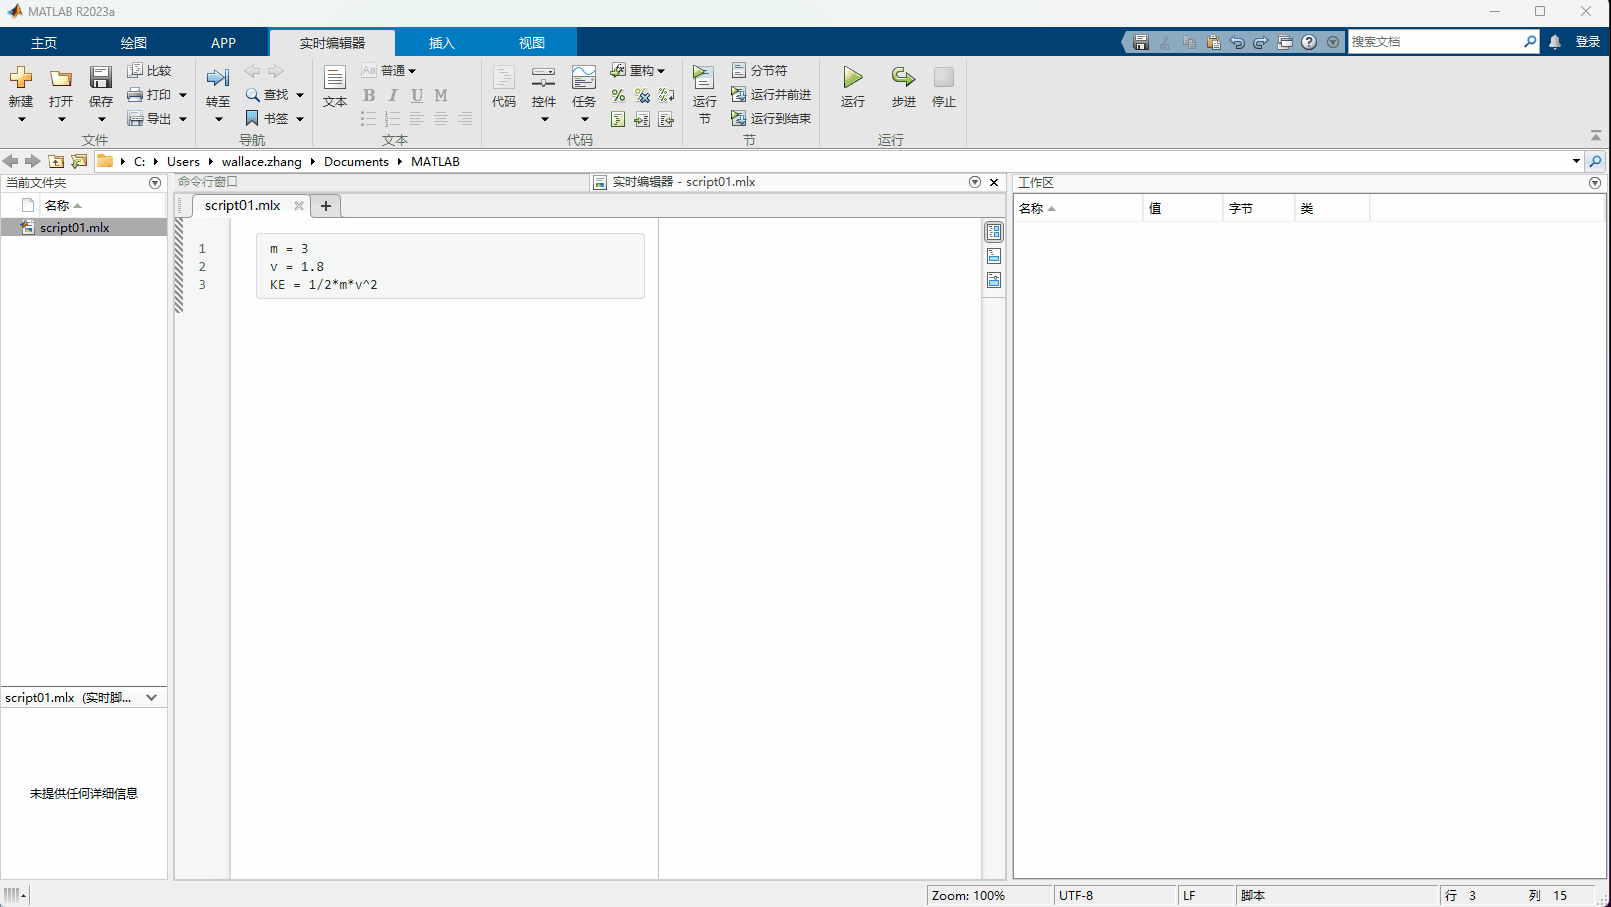 MATLAB R2023a
主页 绘图 APP 实时编辑器 插入 视图 搜索文档 登录
新建 打开 保存 比较 打印 导出 文件
转至 查找 书签 导航
文本 Aa 普通 B I U M 文本
代码 控件 任务 重构 代码
运行节 分节符 运行并前进 运行到结束 节
运行 步进 停止 运行
C: Users wallace.zhang Documents MATLAB
当前文件夹
名称
script01.mlx
script01.mlx (实时脚...
未提供任何详细信息
命令行窗口
实时编辑器 - script01.mlx
script01.mlx +
1 m = 3
2 v = 1.8
3 KE = 1/2*m*v^2
工作区
名称 值 字节 类
Zoom: 100% UTF-8 LF 脚本 行 3 列 15